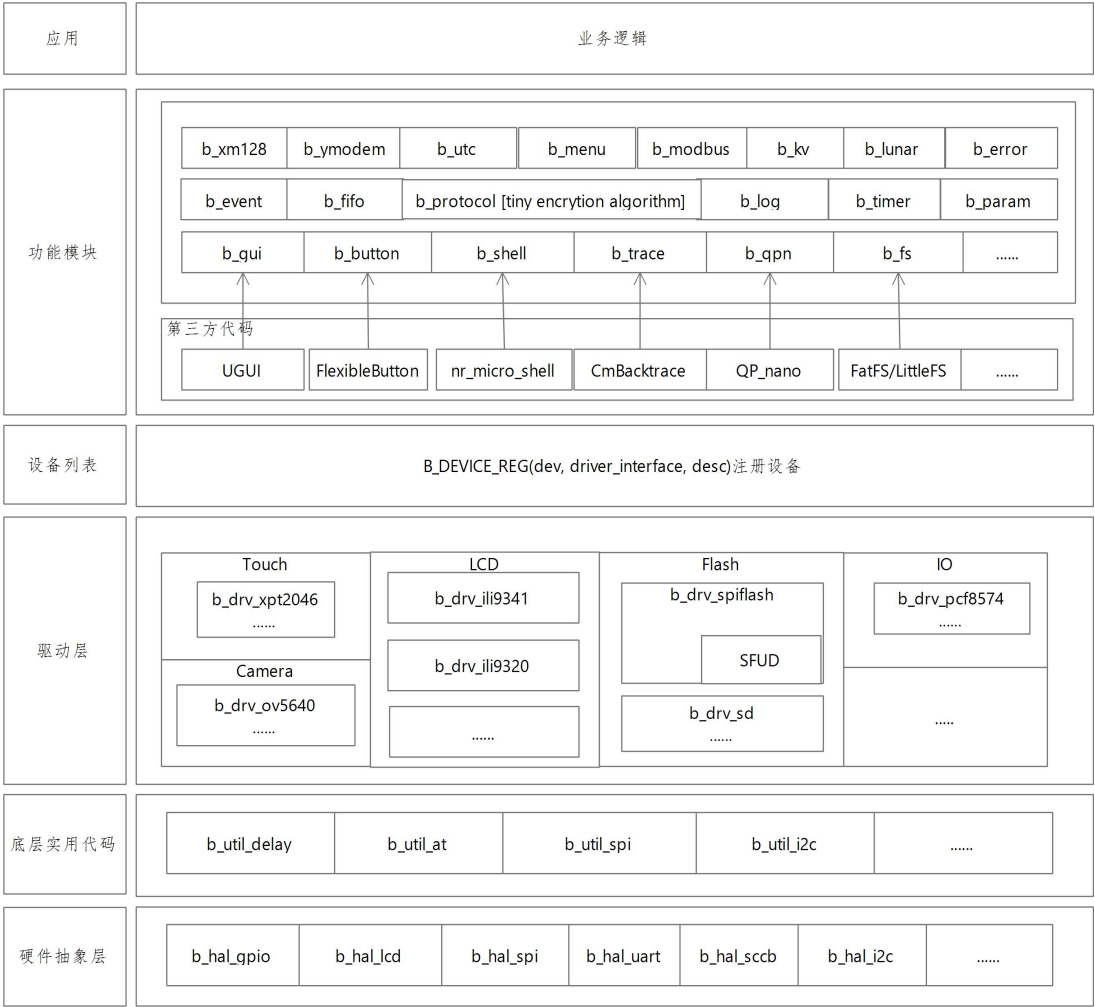 应用
业务逻辑
功能模块
b_xm128 b_ymodem b_utc b_menu b_modbus b_kv b_lunar b_error
b_event b_fifo b_protocol [tiny encrytion algorithm] b_log b_timer b_param
b_gui b_button b_shell b_trace b_qpn b_fs ......
第三方代码
UGUI FlexibleButton nr_micro_shell CmBacktrace QP_nano FatFS/LittleFS ......
设备列表
B_DEVICE_REG(dev, driver_interface, desc)注册设备
驱动层
Touch
b_drv_xpt2046
......
Camera
b_drv_ov5640
......
LCD
b_drv_ili9341
b_drv_ili9320
......
Flash
b_drv_spiflash
SFUD
b_drv_sd
......
IO
b_drv_pcf8574
......
.....
底层实用代码
b_util_delay b_util_at b_util_spi b_util_i2c ......
硬件抽象层
b_hal_gpio b_hal_lcd b_hal_spi b_hal_uart b_hal_sccb b_hal_i2c ......